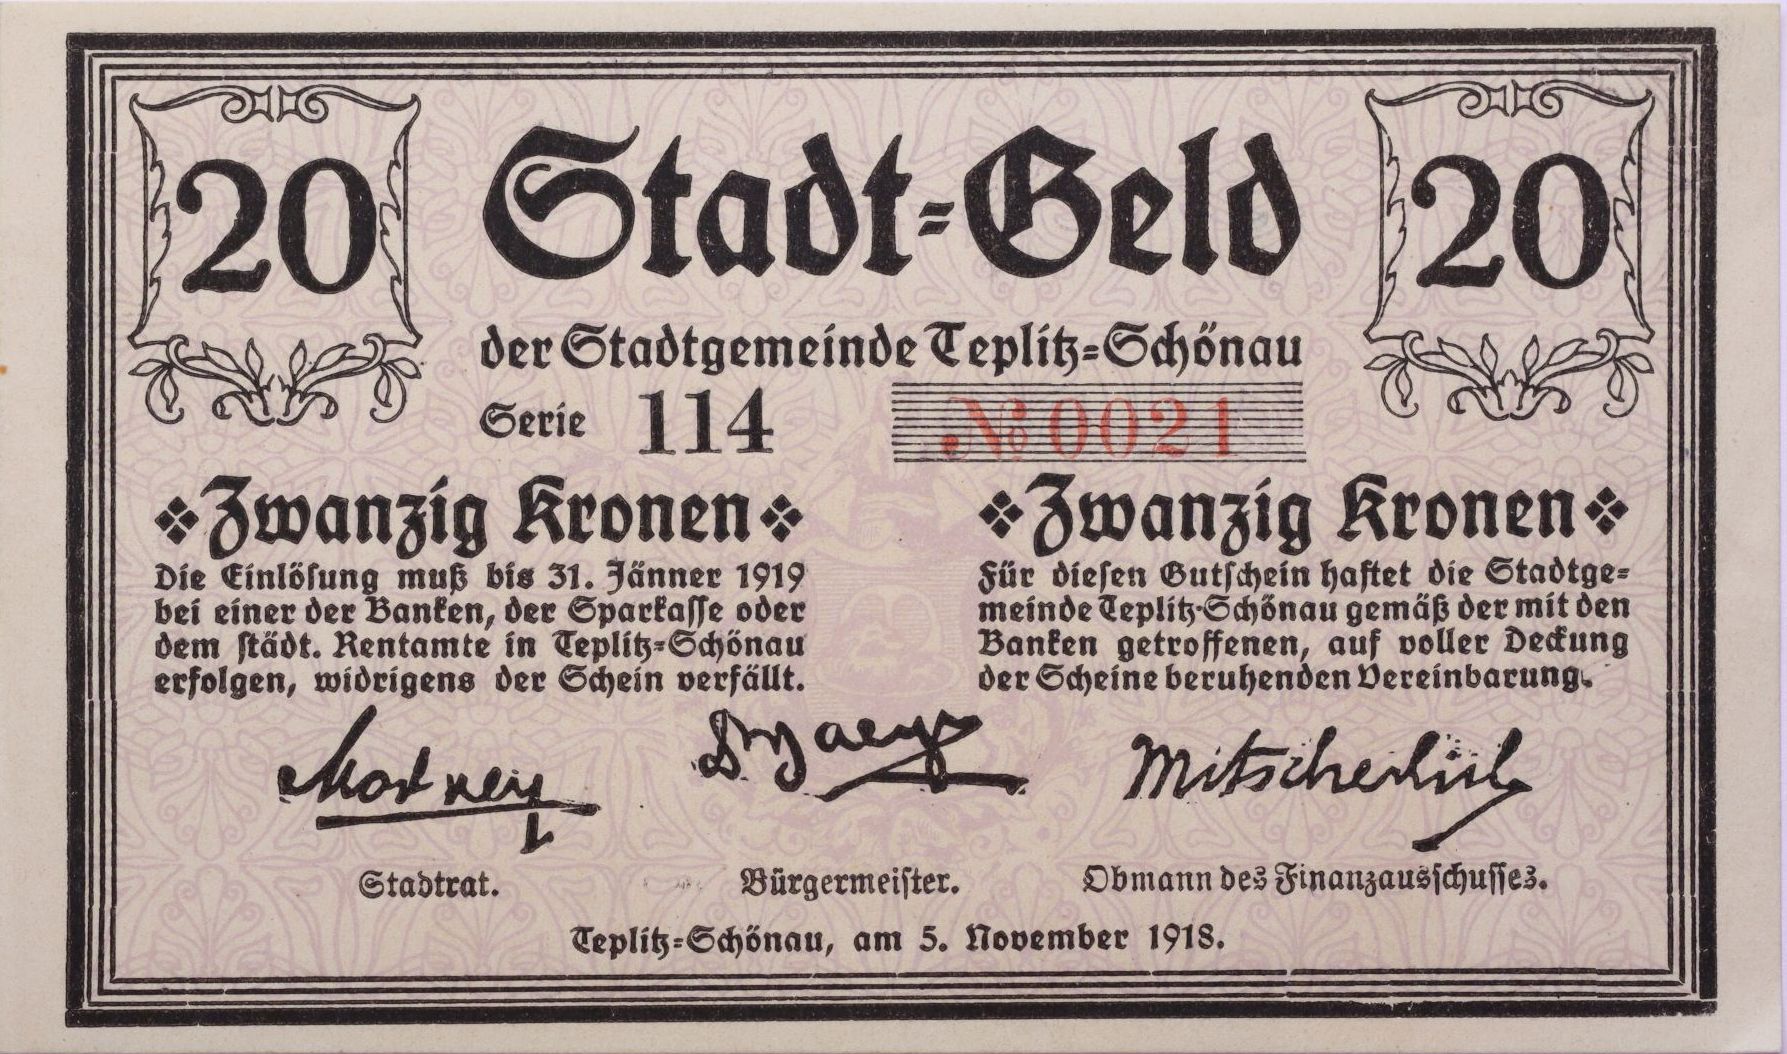 20 Stadt=Geld 20
der Stadtgemeinde Teplitz=Schönau
Serie 114 № 0021
Zwanzig Kronen
Die Einlösung muß bis 31. Jänner 1919
bei einer der Banken, der Sparkasse oder
dem städt. Rentamte in Teplitz=Schönau
erfolgen, widrigens der Schein verfällt.
Zwanzig Kronen
Für diesen Gutschein haftet die Stadtge=
meinde Teplitz-Schönau gemäß der mit den
Banken getroffenen, auf voller Deckung
der Scheine beruhenden Vereinbarung.
Mitscherlich
Stadtrat. Bürgermeister. Obmann des Finanzausschusses.
Teplitz=Schönau, am 5. November 1918.